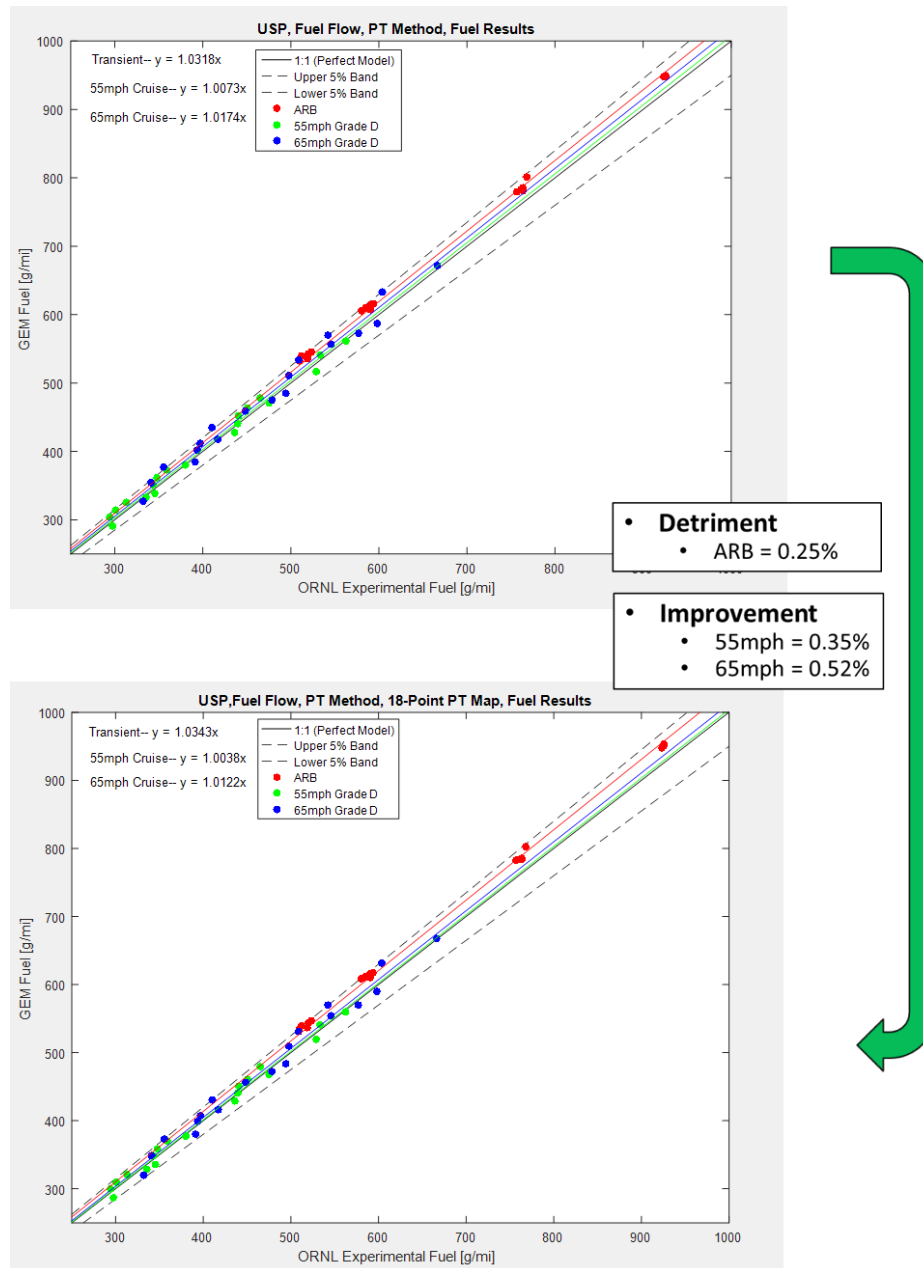 USP, Fuel Flow, PT Method, Fuel Results
Transient-- y = 1.0318x
55mph Cruise-- y = 1.0073x
65mph Cruise-- y = 1.0174x
1:1 (Perfect Model)
Upper 5% Band
Lower 5% Band
ARB
55mph Grade D
65mph Grade D
1000
900
800
700
600
500
400
300
GEM Fuel [g/mi]
300 400 500 600 700 800
ORNL Experimental Fuel [g/mi]
• Detriment
• ARB = 0.25%
• Improvement
• 55mph = 0.35%
• 65mph = 0.52%
USP,Fuel Flow, PT Method, 18-Point PT Map, Fuel Results
Transient-- y = 1.0343x
55mph Cruise-- y = 1.0038x
65mph Cruise-- y = 1.0122x
1:1 (Perfect Model)
Upper 5% Band
Lower 5% Band
ARB
55mph Grade D
65mph Grade D
1000
900
800
700
600
500
400
300
GEM Fuel [g/mi]
300 400 500 600 700 800 900 1000
ORNL Experimental Fuel [g/mi]